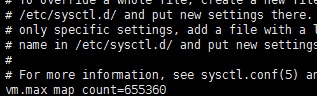 # To override a whole file, create a new file
# /etc/sysctl.d/ and put new settings there.
# only specific settings, add a file with a l
# name in /etc/sysctl.d/ and put new settings
#
# For more information, see sysctl.conf(5) an
vm.max_map_count=655360